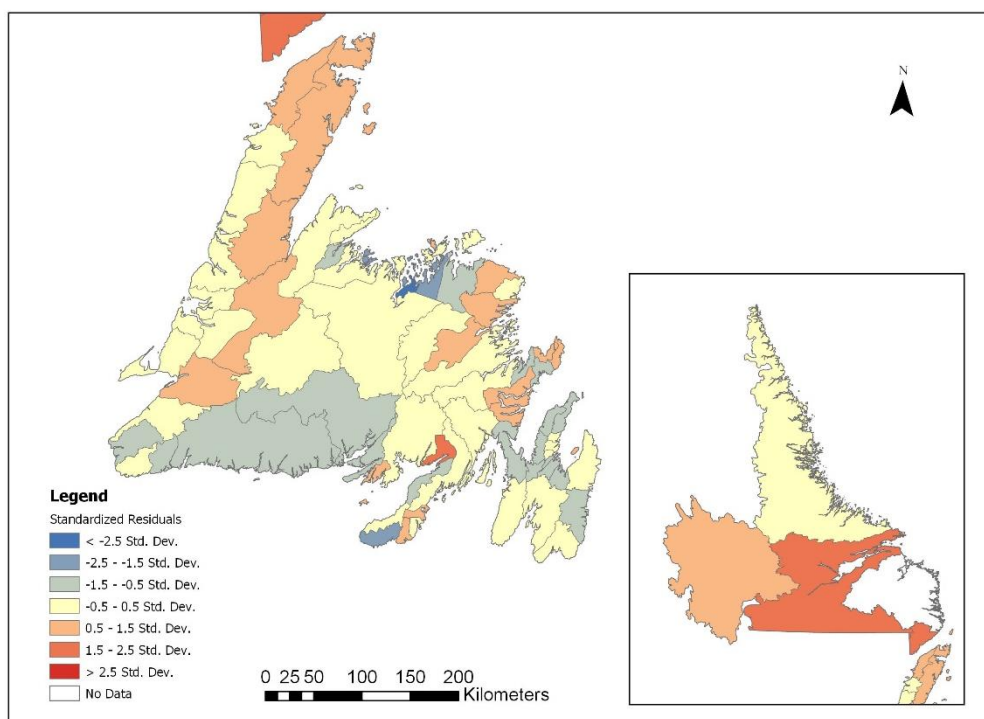 N
Legend
Standardized Residuals
< -2.5 Std. Dev.
-2.5 - -1.5 Std. Dev.
-1.5 - -0.5 Std. Dev.
-0.5 - 0.5 Std. Dev.
0.5 - 1.5 Std. Dev.
1.5 - 2.5 Std. Dev.
> 2.5 Std. Dev.
No Data
0 25 50 100 150 200
Kilometers